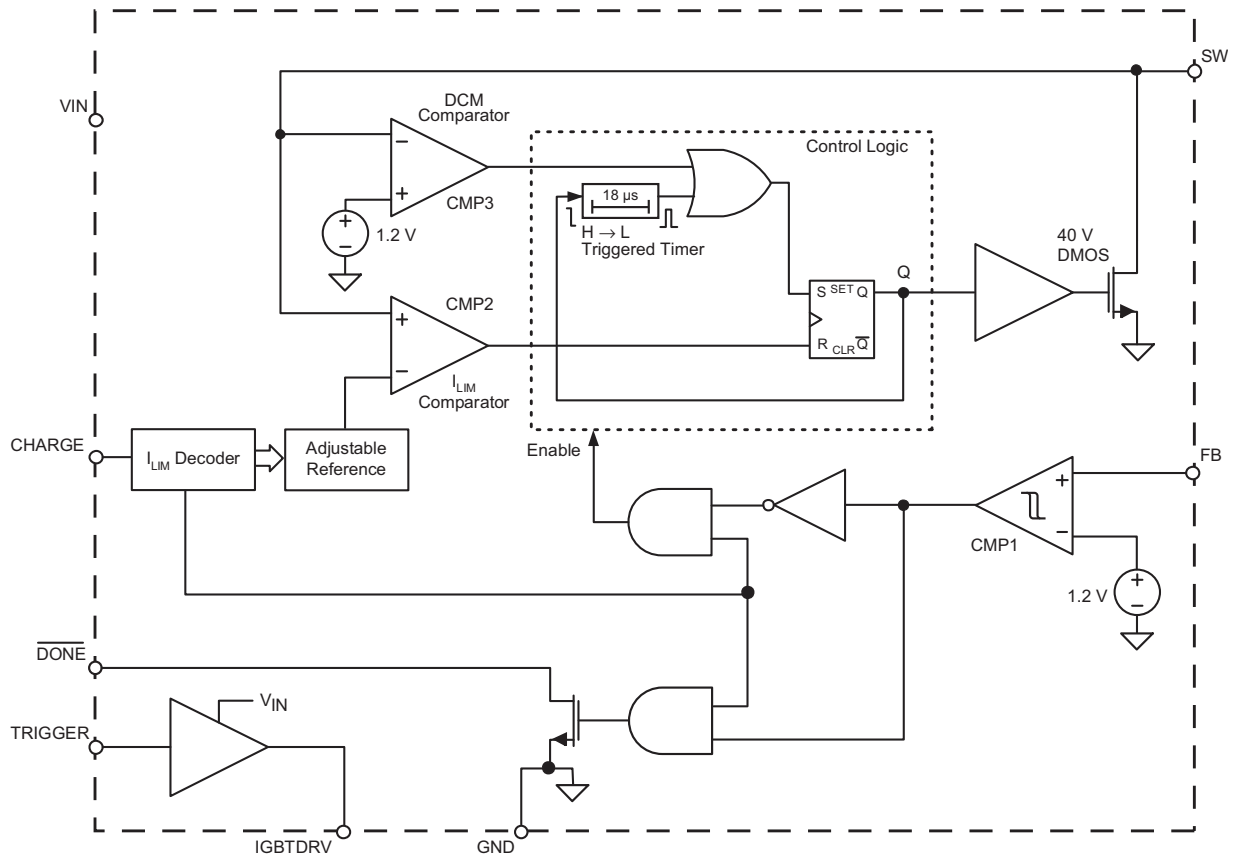 SW
VIN
DCM
Comparator
Control Logic
−
+
CMP3
18 µs
+
−
1.2 V
H → L
Triggered Timer
40 V
DMOS
Q
CMP2
S SET Q
+
R CLR Q̅
−
I_LIM
Comparator
CHARGE
I_LIM Decoder
Adjustable
Reference
Enable
FB
+
−
CMP1
1.2 V
+
−
D̅O̅N̅E̅
V_IN
TRIGGER
IGBTDRV
GND